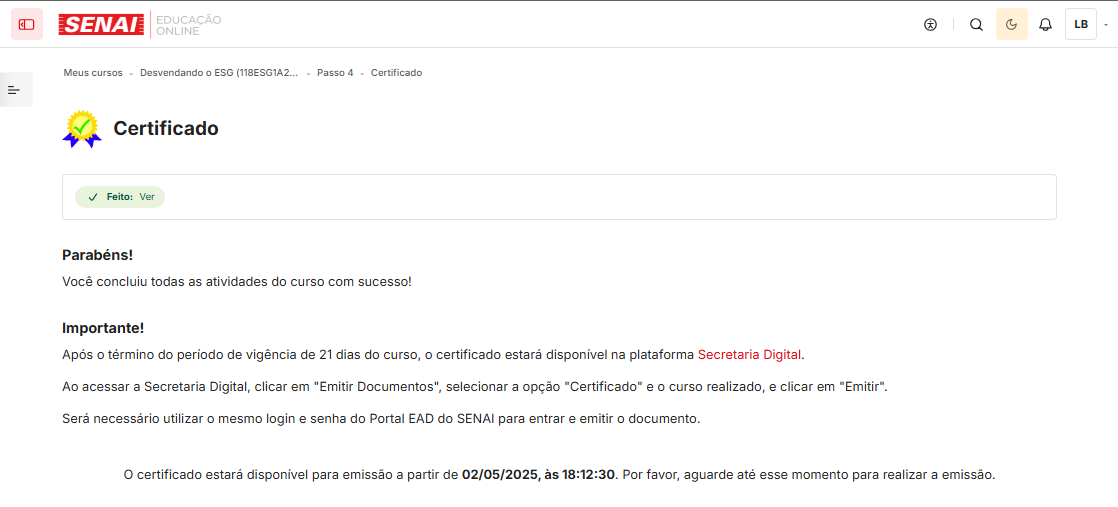 SENAI EDUCAÇÃO ONLINE
LB
Meus cursos - Desvendando o ESG (118ESG1A2... - Passo 4 - Certificado
Certificado
Feito: Ver
Parabéns!
Você concluiu todas as atividades do curso com sucesso!
Importante!
Após o término do período de vigência de 21 dias do curso, o certificado estará disponível na plataforma Secretaria Digital.
Ao acessar a Secretaria Digital, clicar em "Emitir Documentos", selecionar a opção "Certificado" e o curso realizado, e clicar em "Emitir".
Será necessário utilizar o mesmo login e senha do Portal EAD do SENAI para entrar e emitir o documento.
O certificado estará disponível para emissão a partir de 02/05/2025, às 18:12:30. Por favor, aguarde até esse momento para realizar a emissão.